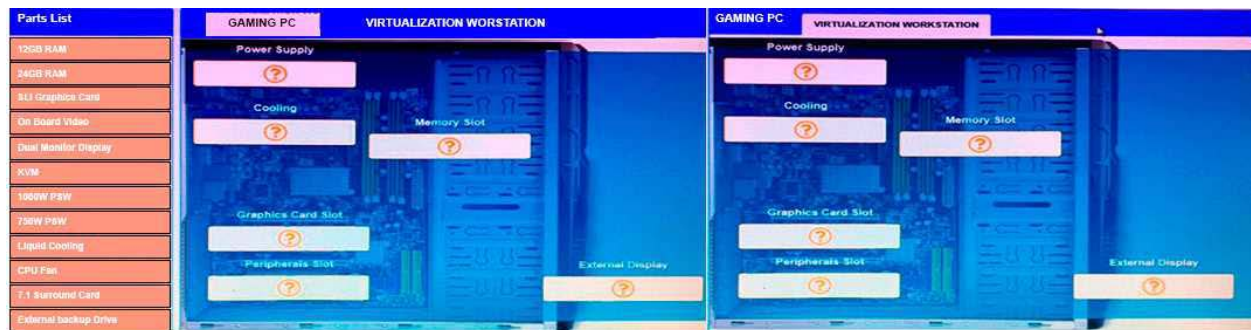 Parts List
12GB RAM
24GB RAM
SLI Graphics Card
On Board Video
Dual Monitor Display
KVM
1000W PSW
750W PSW
Liquid Cooling
CPU Fan
7.1 Surround Card
External backup Drive
GAMING PC VIRTUALIZATION WORSTATION
Power Supply
?
Cooling
?
Memory Slot
?
Graphics Card Slot
?
Peripherals Slot
?
External Display
?
GAMING PC VIRTUALIZATION WORKSTATION
Power Supply
?
Cooling
?
Memory Slot
?
Graphics Card Slot
?
Peripherals Slot
?
External Display
?